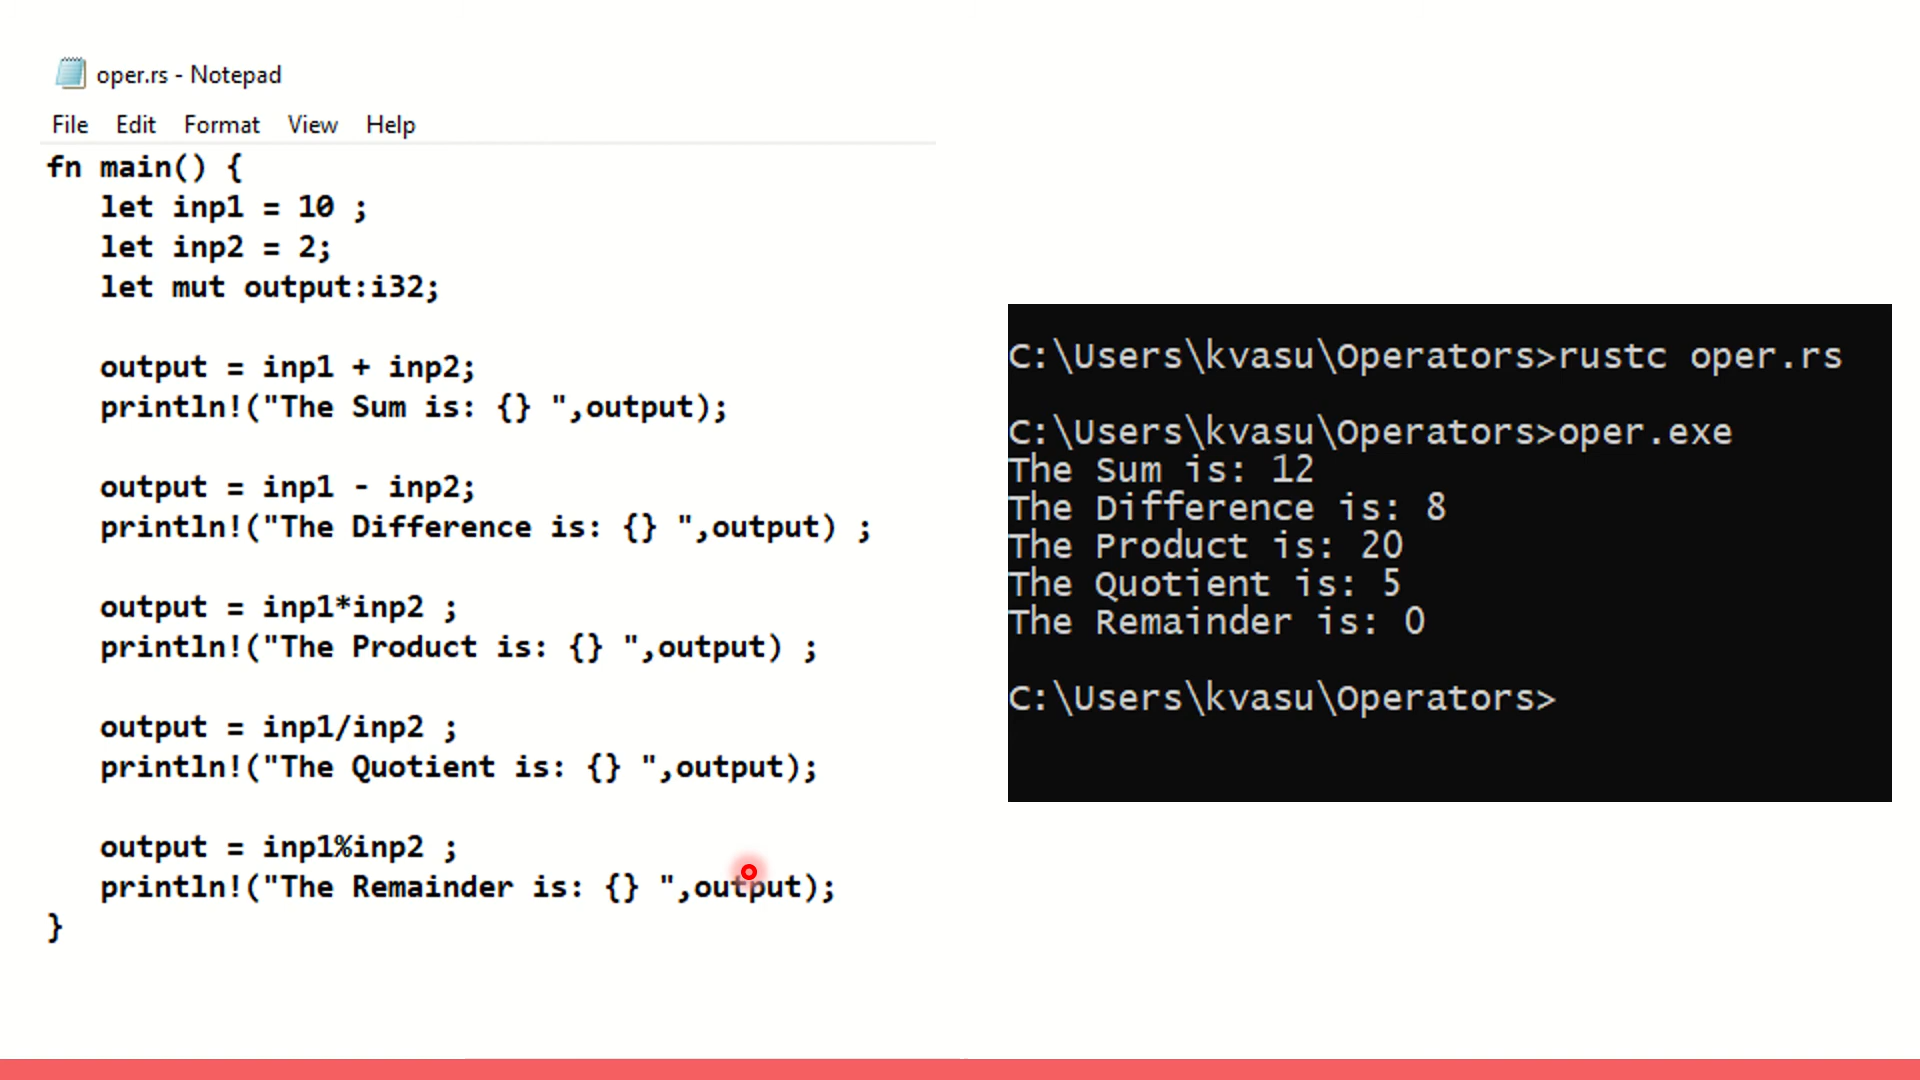 oper.rs - Notepad
File Edit Format View Help
fn main() {
let inp1 = 10 ;
let inp2 = 2;
let mut output:i32;
output = inp1 + inp2;
println!("The Sum is: {} ",output);
output = inp1 - inp2;
println!("The Difference is: {} ",output) ;
output = inp1*inp2 ;
println!("The Product is: {} ",output) ;
output = inp1/inp2 ;
println!("The Quotient is: {} ",output);
output = inp1%inp2 ;
println!("The Remainder is: {} ",output);
}
C:\Users\kvasu\Operators>rustc oper.rs
C:\Users\kvasu\Operators>oper.exe
The Sum is: 12
The Difference is: 8
The Product is: 20
The Quotient is: 5
The Remainder is: 0
C:\Users\kvasu\Operators>